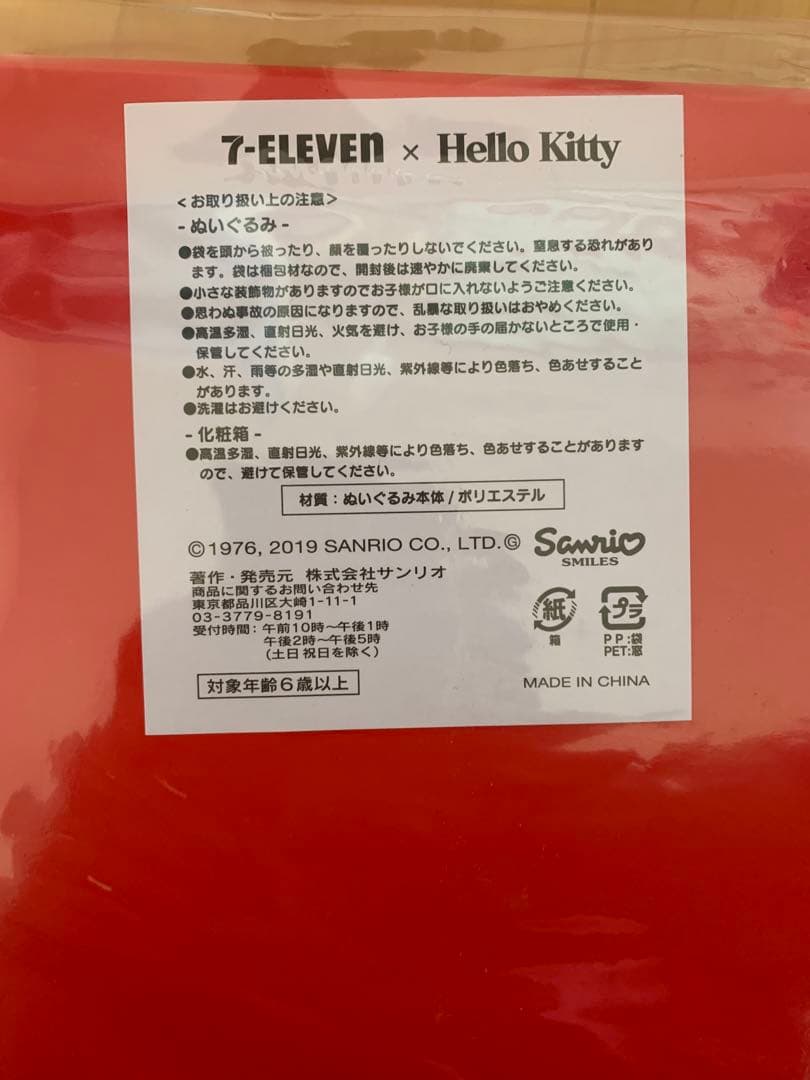 7-ELEVEn × Hello Kitty
<お取り扱い上の注意>
- ぬいぐるみ -
●袋を頭から被ったり、顔を覆ったりしないでください。窒息する恐れがあり
ます。袋は梱包材なので、開封後は速やかに廃棄してください。
●小さな装飾物がありますのでお子様が口に入れないようご注意ください。
●思わぬ事故の原因になりますので、乱暴な取り扱いはおやめください。
●高温多湿、直射日光、火気を避け、お子様の手の届かないところで使用・
保管してください。
●水、汗、雨等の多湿や直射日光、紫外線等により色落ち、色あせすること
があります。
●洗濯はお避けください。
- 化粧箱 -
●高温多湿、直射日光、紫外線等により色落ち、色あせすることがあります
ので、避けて保管してください。
材質：ぬいぐるみ本体 / ポリエステル
©1976, 2019 SANRIO CO., LTD. Ⓖ
Sanrio
SMILES
著作・発売元 株式会社サンリオ
商品に関するお問い合わせ先
東京都品川区大崎1-11-1
03-3779-8191
受付時間：午前10時〜午後1時
午後2時〜午後5時
(土日祝日を除く)
紙
箱
プラ
PP:袋
PET:窓
対象年齢6歳以上
MADE IN CHINA